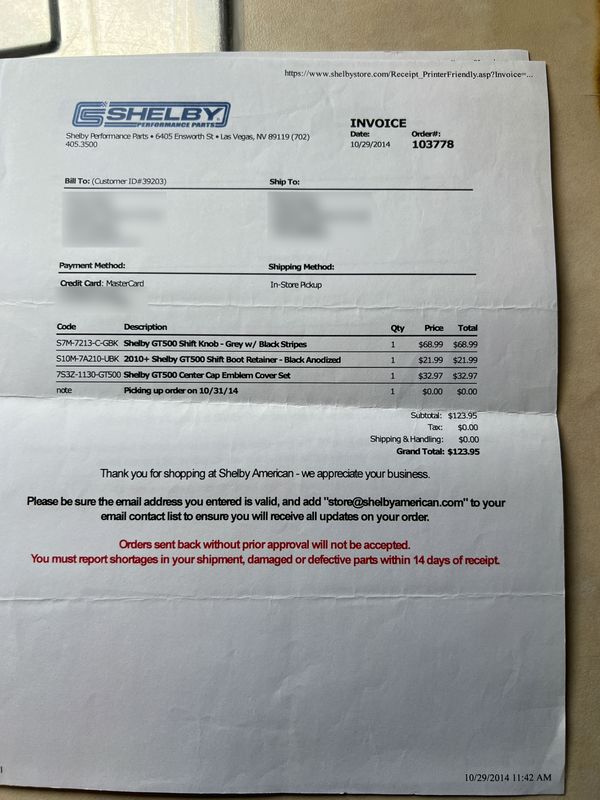 https://www.shelbystore.com/Receipt_PrinterFriendly.asp?Invoice=...
SHELBY
PERFORMANCE PARTS
Shelby Performance Parts • 6405 Ensworth St • Las Vegas, NV 89119 (702)
405.3500
INVOICE
Date: Order#:
10/29/2014 103778
Bill To: (Customer ID#39203) Ship To:
Payment Method: Shipping Method:
Credit Card: MasterCard In-Store Pickup
Code Description Qty Price Total
S7M-7213-C-GBK Shelby GT500 Shift Knob - Grey w/ Black Stripes 1 $68.99 $68.99
S10M-7A210-UBK 2010+ Shelby GT500 Shift Boot Retainer - Black Anodized 1 $21.99 $21.99
7S3Z-1130-GT500 Shelby GT500 Center Cap Emblem Cover Set 1 $32.97 $32.97
note Picking up order on 10/31/14 1 $0.00 $0.00
Subtotal: $123.95
Tax: $0.00
Shipping & Handling: $0.00
Grand Total: $123.95
Thank you for shopping at Shelby American - we appreciate your business.
Please be sure the email address you entered is valid, and add "store@shelbyamerican.com" to your
email contact list to ensure you will receive all updates on your order.
Orders sent back without prior approval will not be accepted.
You must report shortages in your shipment, damaged or defective parts within 14 days of receipt.
10/29/2014 11:42 AM